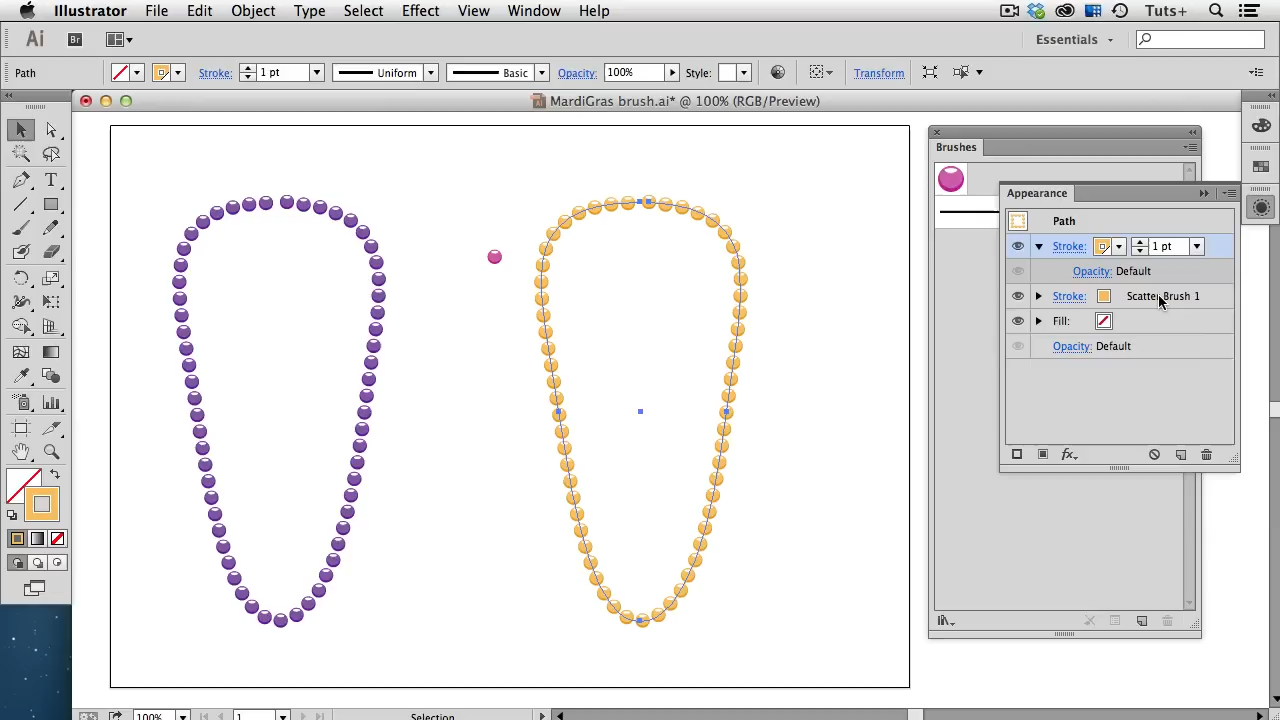 Illustrator File Edit Object Type Select Effect View Window Help Tuts+
Ai Br Essentials
Path Stroke: 1 pt Uniform Basic Opacity: 100% Style: Transform
MardiGras brush.ai* @ 100% (RGB/Preview)
Brushes
Appearance
Path
Stroke: 1 pt
Opacity: Default
Stroke: Scatter Brush 1
Fill:
Opacity: Default
fx
T
100% 1 Selection